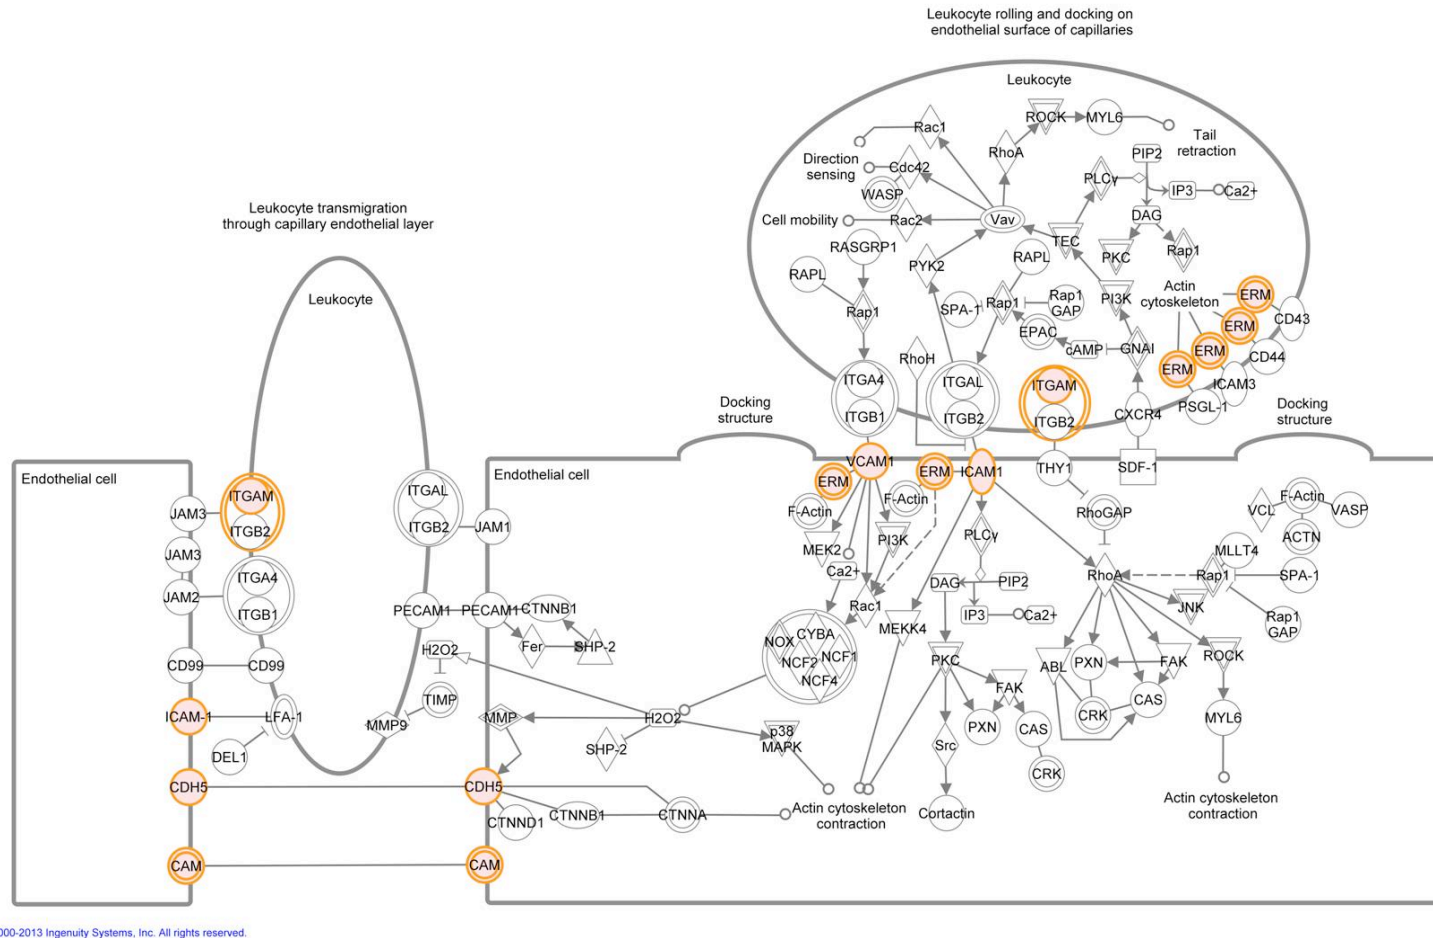 Leukocyte rolling and docking on
endothelial surface of capillaries
Leukocyte
ROCK
MYL6
Rac1
Tail
retraction
Direction
sensing
RhoA
PIP2
Cdc42
PLCγ
WASP
IP3
Ca2+
Cell mobility
Rac2
Vav
DAG
RASGRP1
TEC
PKC
Rap1
RAPL
PYK2
RAPL
Actin
cytoskeleton
PI3K
ERM
SPA-1
Rap1
Rap1
GAP
Rap1
EPAC
ERM
CD43
cAMP
GNAI
ERM
CD44
RhoH
ERM
ICAM3
ITGA4
ITGB1
ITGAL
ITGB2
ITGAM
ITGB2
CXCR4
PSGL-1
Docking
structure
Docking
structure
Leukocyte transmigration
through capillary endothelial layer
Leukocyte
Endothelial cell
Endothelial cell
VCAM1
ERM
ERM
ICAM1
THY1
SDF-1
F-Actin
F-Actin
RhoGAP
VCL
F-Actin
VASP
ACTN
MEK2
PI3K
PLCγ
Ca2+
MLLT4
RhoA
Rap1
SPA-1
DAG
PIP2
Rac1
IP3
Ca2+
JNK
Rap1
GAP
MEKK4
NOX
CYBA
NCF2
NCF1
NCF4
PKC
FAK
ABL
PXN
FAK
ROCK
CAS
CRK
PXN
CAS
MYL6
CRK
Src
Cortactin
Actin cytoskeleton
contraction
Actin cytoskeleton
contraction
ITGAM
ITGB2
JAM3
ITGAL
ITGB2
JAM1
JAM3
ITGA4
ITGB1
JAM2
PECAM1
PECAM1
CTNNB1
Fer
SHP-2
H2O2
CD99
CD99
TIMP
ICAM-1
LFA-1
MMP9
MMP
H2O2
SHP-2
p38
MAPK
DEL1
CDH5
CDH5
CTNND1
CTNNB1
CTNNA
CAM
CAM
000-2013 Ingenuity Systems, Inc. All rights reserved.